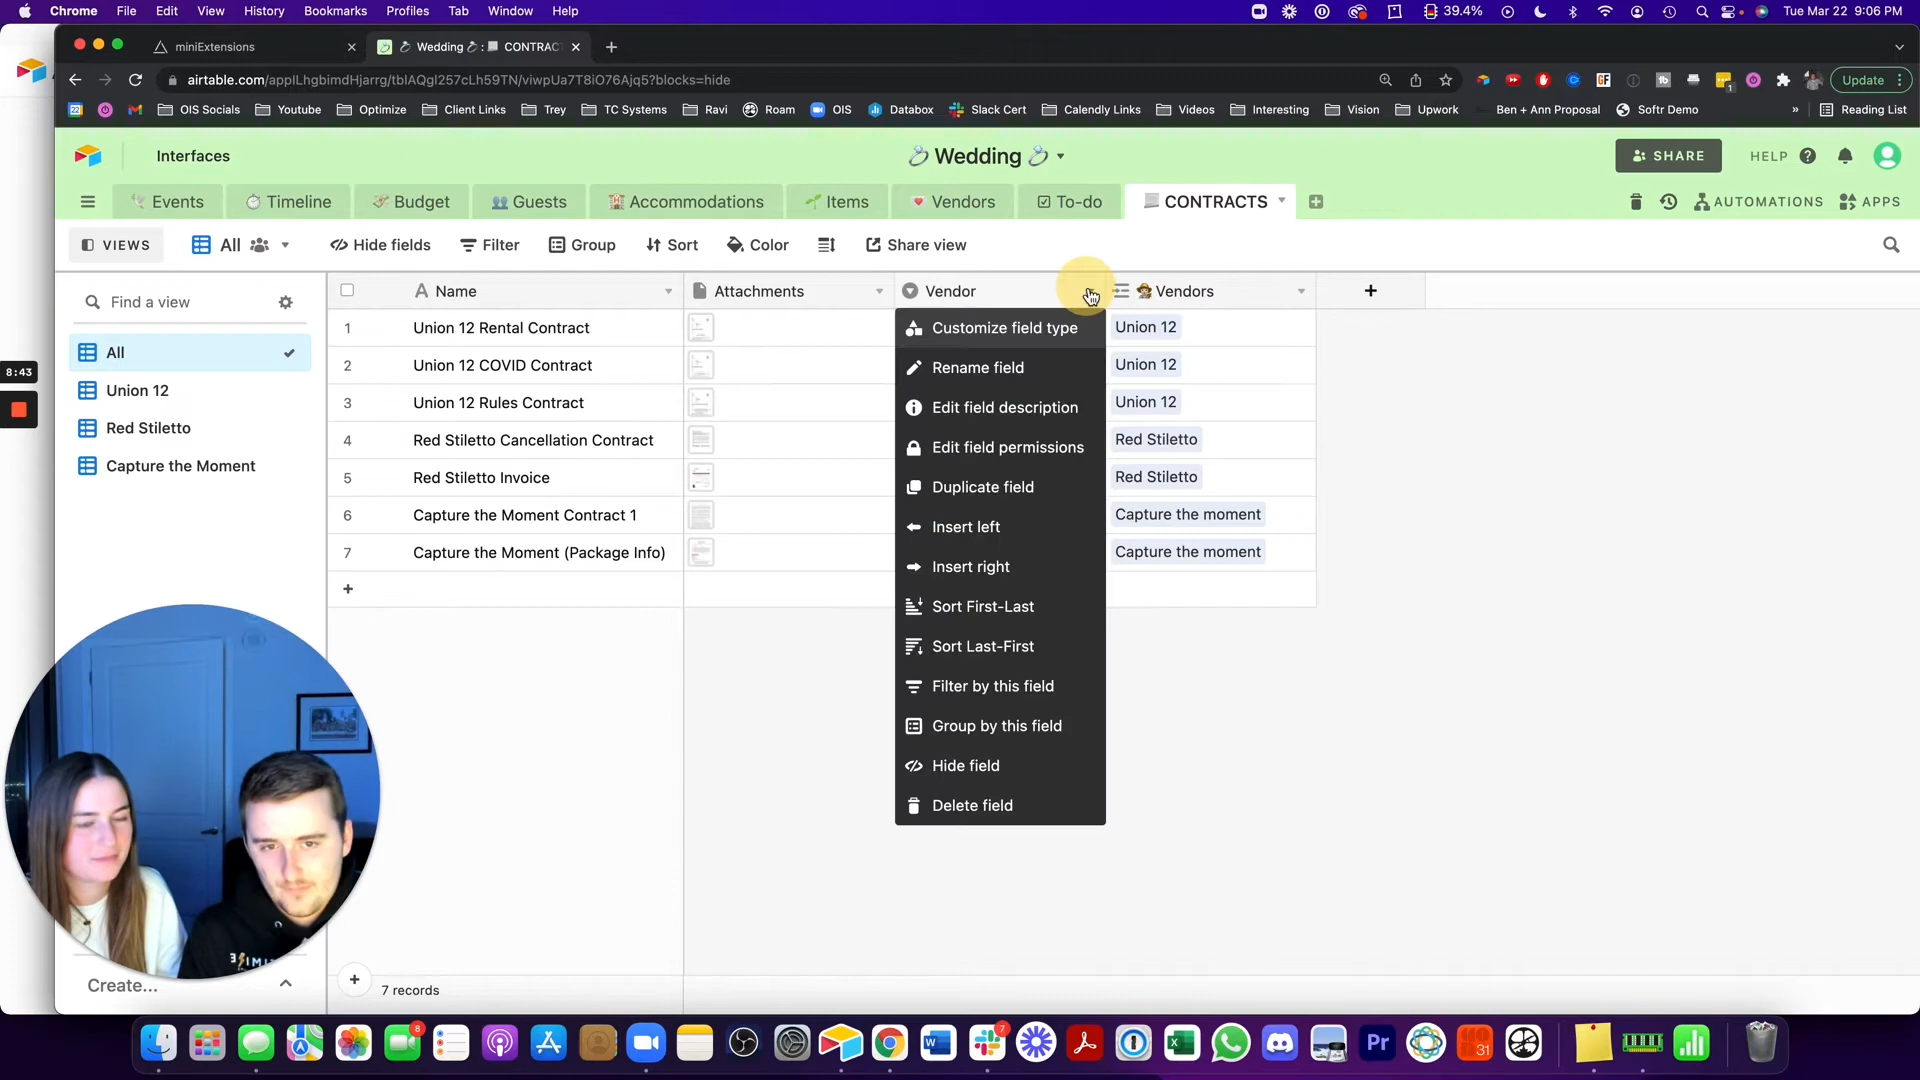 Chrome File Edit View History Bookmarks Profiles Tab Window Help 39.4% Tue Mar 22 9:06 PM
miniExtensions Wedding : CONTRAC
airtable.com/appILhgbimdHjarrg/tblAQgl257cLh59TN/viwpUa7T8iO76Ajq5?blocks=hide Update
OIS Socials Youtube Optimize Client Links Trey TC Systems Ravi Roam OIS Databox Slack Cert Calendly Links Videos Interesting Vision Upwork Ben + Ann Proposal Softr Demo » Reading List
Interfaces Wedding SHARE HELP
Events Timeline Budget Guests Accommodations Items Vendors To-do CONTRACTS AUTOMATIONS APPS
VIEWS All Hide fields Filter Group Sort Color Share view
Find a view Name Attachments Vendor Vendors
1 Union 12 Rental Contract Customize field type Union 12
All
2 Union 12 COVID Contract Rename field Union 12
Union 12 3 Union 12 Rules Contract Edit field description Union 12
8:43
Red Stiletto 4 Red Stiletto Cancellation Contract Edit field permissions Red Stiletto
Capture the Moment 5 Red Stiletto Invoice Duplicate field Red Stiletto
6 Capture the Moment Contract 1 Insert left Capture the moment
7 Capture the Moment (Package Info) Insert right Capture the moment
Sort First-Last
Sort Last-First
Filter by this field
Group by this field
Hide field
Delete field
Create...
7 records
8 7 31
W Pr